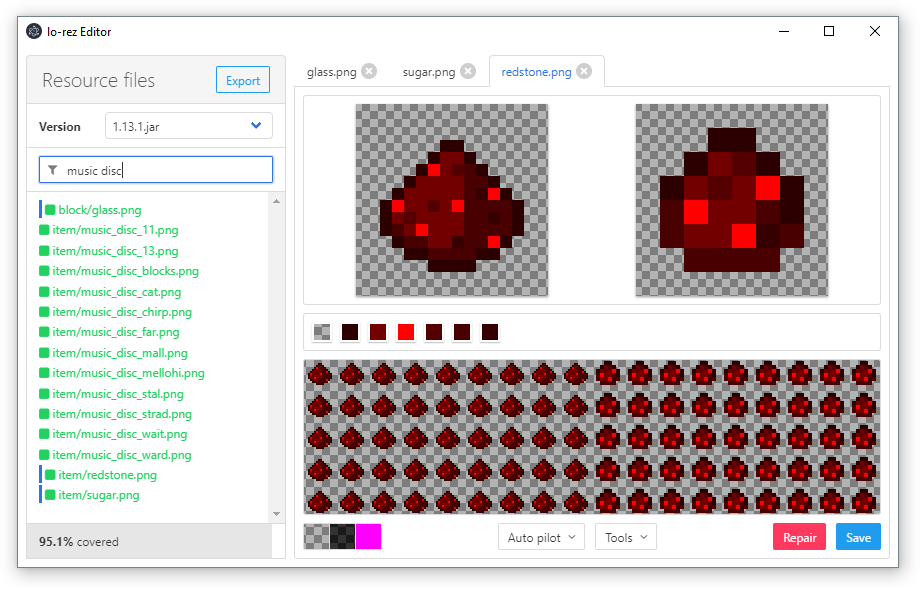 lo-rez Editor
Resource files
Export
Version
1.13.1.jar
music disc
block/glass.png
item/music_disc_11.png
item/music_disc_13.png
item/music_disc_blocks.png
item/music_disc_cat.png
item/music_disc_chirp.png
item/music_disc_far.png
item/music_disc_mall.png
item/music_disc_mellohi.png
item/music_disc_stal.png
item/music_disc_strad.png
item/music_disc_wait.png
item/music_disc_ward.png
item/redstone.png
item/sugar.png
95.1% covered
glass.png
sugar.png
redstone.png
Auto pilot
Tools
Repair
Save